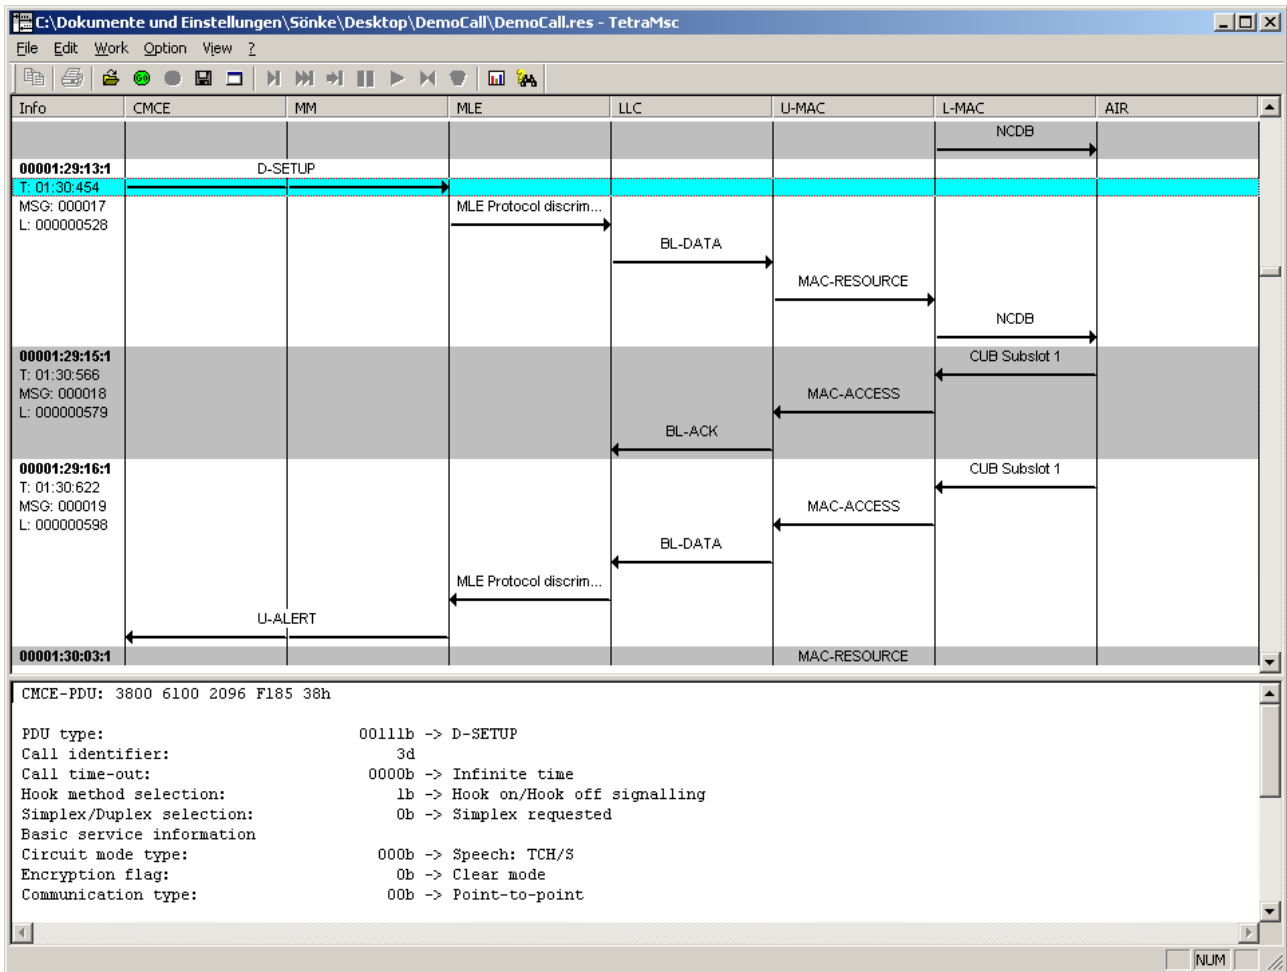 C:\Dokumente und Einstellungen\Sönke\Desktop\DemoCall\DemoCall.res - TetraMsc
File Edit Work Option View ?
Info CMCE MM MLE LLC U-MAC L-MAC AIR
NCDB
00001:29:13:1 D-SETUP
T: 01:30:454
MSG: 000017 MLE Protocol discrim...
L: 000000528
BL-DATA
MAC-RESOURCE
NCDB
00001:29:15:1 CUB Subslot 1
T: 01:30:566
MSG: 000018 MAC-ACCESS
L: 000000579
BL-ACK
00001:29:16:1 CUB Subslot 1
T: 01:30:622
MSG: 000019 MAC-ACCESS
L: 000000598
BL-DATA
MLE Protocol discrim...
U-ALERT
00001:30:03:1 MAC-RESOURCE
CMCE-PDU: 3800 6100 2096 F185 38h
PDU type: 00111b -> D-SETUP
Call identifier: 3d
Call time-out: 0000b -> Infinite time
Hook method selection: 1b -> Hook on/Hook off signalling
Simplex/Duplex selection: 0b -> Simplex requested
Basic service information
Circuit mode type: 000b -> Speech: TCH/S
Encryption flag: 0b -> Clear mode
Communication type: 00b -> Point-to-point
NUM